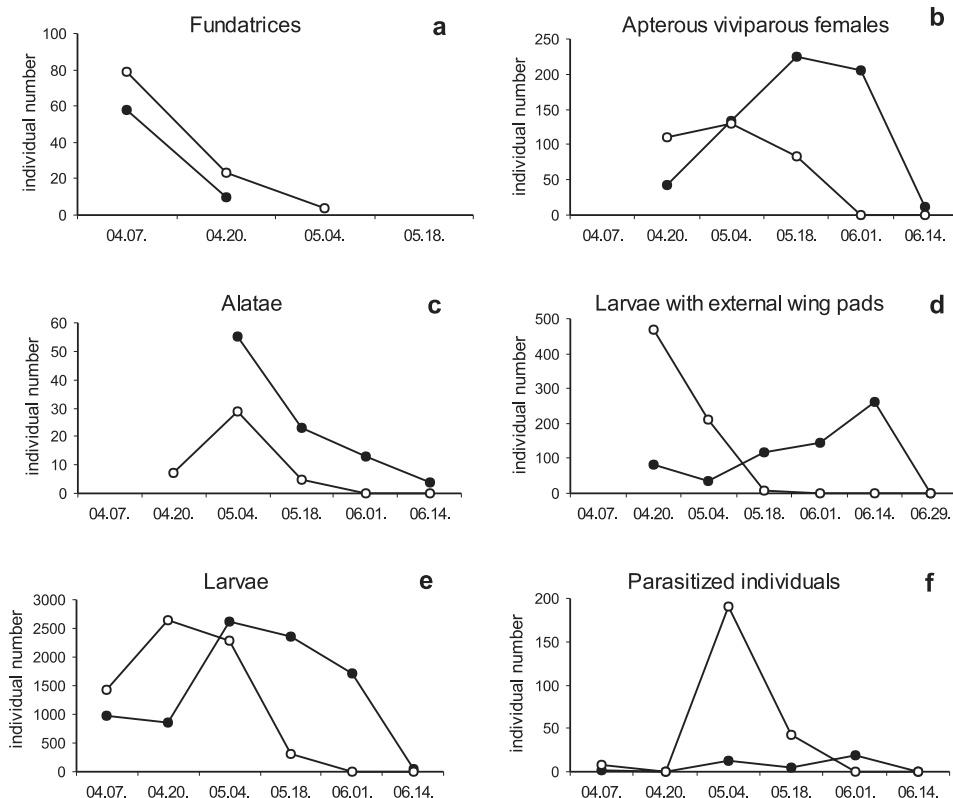 Fundatrices
a
individual number
100
80
60
40
20
0
04.07. 04.20. 05.04. 05.18.
Apterous viviparous females
b
individual number
250
200
150
100
50
0
04.07. 04.20. 05.04. 05.18. 06.01. 06.14.
Alatae
c
individual number
60
50
40
30
20
10
0
04.07. 04.20. 05.04. 05.18. 06.01. 06.14.
Larvae with external wing pads
d
individual number
500
400
300
200
100
0
04.07. 04.20. 05.04. 05.18. 06.01. 06.14. 06.29.
Larvae
e
individual number
3000
2500
2000
1500
1000
500
0
04.07. 04.20. 05.04. 05.18. 06.01. 06.14.
Parasitized individuals
f
individual number
200
150
100
50
0
04.07. 04.20. 05.04. 05.18. 06.01. 06.14.